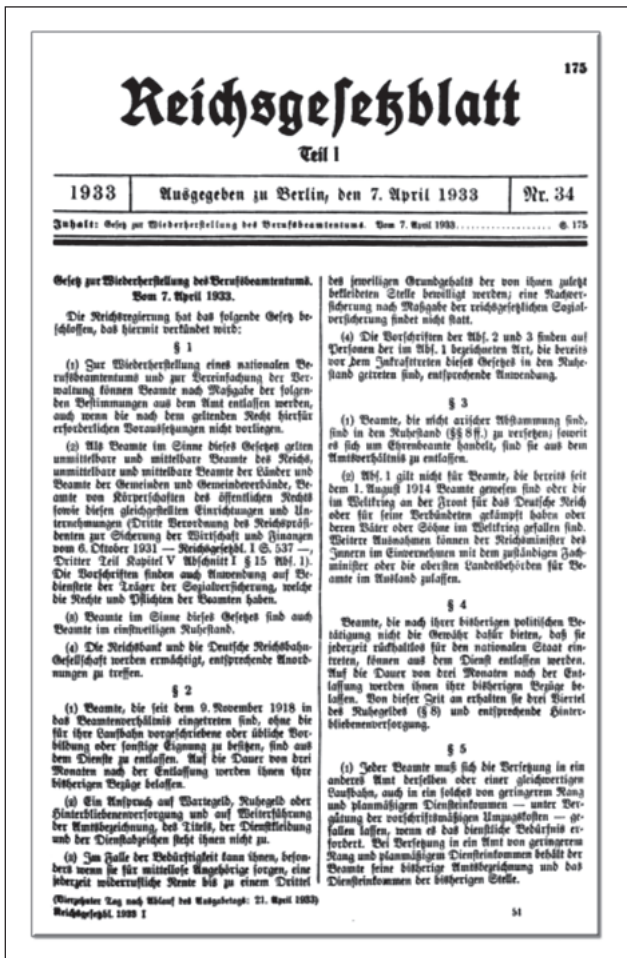 175
Reichsgesetzblatt
Teil I
1933
Ausgegeben zu Berlin, den 7. April 1933
Nr. 34
Inhalt: Gesetz zur Wiederherstellung des Berufsbeamtentums. Vom 7. April 1933.................... S. 175
Gesetz zur Wiederherstellung des Berufsbeamtentums.
Vom 7. April 1933.
Die Reichsregierung hat das folgende Gesetz be-
schlossen, das hiermit verkündet wird:
§ 1
(1) Zur Wiederherstellung eines nationalen Be-
rufsbeamtentums und zur Vereinfachung der Ver-
waltung können Beamte nach Maßgabe der folgen-
den Bestimmungen aus dem Amt entlassen werden,
auch wenn die nach dem geltenden Recht hierfür
erforderlichen Voraussetzungen nicht vorliegen.
(2) Als Beamte im Sinne dieses Gesetzes gelten
unmittelbare und mittelbare Beamte des Reichs,
unmittelbare und mittelbare Beamte der Länder und
Beamte der Gemeinden und Gemeindeverbände, Be-
amte von Körperschaften des öffentlichen Rechts
sowie diesen gleichgestellten Einrichtungen und Un-
ternehmungen (Dritte Verordnung des Reichspräsi-
denten zur Sicherung der Wirtschaft und Finanzen
vom 6. Oktober 1931 — Reichsgesetzbl. I S. 537 —,
Dritter Teil Kapitel V Abschnitt I § 15 Abs. 1).
Die Vorschriften finden auch Anwendung auf Be-
dienstete der Träger der Sozialversicherung, welche
die Rechte und Pflichten der Beamten haben.
(3) Beamte im Sinne dieses Gesetzes sind auch
Beamte im einstweiligen Ruhestand.
(4) Die Reichsbank und die Deutsche Reichsbahn-
Gesellschaft werden ermächtigt, entsprechende Anord-
nungen zu treffen.
§ 2
(1) Beamte, die seit dem 9. November 1918 in
das Beamtenverhältnis eingetreten sind, ohne die
für ihre Laufbahn vorgeschriebene oder übliche Vor-
bildung oder sonstige Eignung zu besitzen, sind aus
dem Dienste zu entlassen. Auf die Dauer von drei
Monaten nach der Entlassung werden ihnen ihre
bisherigen Bezüge belassen.
(2) Ein Anspruch auf Wartegeld, Ruhegeld oder
Hinterbliebenenversorgung und auf Weiterführung
der Amtsbezeichnung, des Titels, der Dienstkleidung
und der Dienstabzeichen steht ihnen nicht zu.
(3) Im Falle der Bedürftigkeit kann ihnen, beson-
ders wenn sie für mittellose Angehörige sorgen, eine
jederzeit widerrufliche Rente bis zu einem Drittel
des jeweiligen Grundgehalts der von ihnen zuletzt
bekleideten Stelle bewilligt werden; eine Nachver-
sicherung nach Maßgabe der reichsgesetzlichen Sozial-
versicherung findet nicht statt.
(4) Die Vorschriften der Abs. 2 und 3 finden auf
Personen der im Abs. 1 bezeichneten Art, die bereits
vor dem Inkrafttreten dieses Gesetzes in den Ruhe-
stand getreten sind, entsprechende Anwendung.
§ 3
(1) Beamte, die nicht arischer Abstammung sind,
sind in den Ruhestand (§§ 8 ff.) zu versetzen; soweit
es sich um Ehrenbeamte handelt, sind sie aus dem
Amtsverhältnis zu entlassen.
(2) Abs. 1 gilt nicht für Beamte, die bereits seit
dem 1. August 1914 Beamte gewesen sind oder die
im Weltkrieg an der Front für das Deutsche Reich
oder für seine Verbündeten gekämpft haben oder
deren Väter oder Söhne im Weltkrieg gefallen sind.
Weitere Ausnahmen können der Reichsminister des
Innern im Einvernehmen mit dem zuständigen Fach-
minister oder die obersten Landesbehörden für Be-
amte im Ausland zulassen.
§ 4
Beamte, die nach ihrer bisherigen politischen Be-
tätigung nicht die Gewähr dafür bieten, daß sie
jederzeit rückhaltlos für den nationalen Staat ein-
treten, können aus dem Dienst entlassen werden.
Auf die Dauer von drei Monaten nach der Ent-
lassung werden ihnen ihre bisherigen Bezüge be-
lassen. Von dieser Zeit an erhalten sie drei Viertel
des Ruhegeldes (§ 8) und entsprechende Hinter-
bliebenenversorgung.
§ 5
(1) Jeder Beamte muß sich die Versetzung in ein
anderes Amt derselben oder einer gleichwertigen
Laufbahn, auch in ein solches von geringerem Rang
und planmäßigem Diensteinkommen — unter Ver-
gütung der vorschriftsmäßigen Umzugskosten — ge-
fallen lassen, wenn es das dienstliche Bedürfnis er-
fordert. Bei Versetzung in ein Amt von geringerem
Rang und planmäßigem Diensteinkommen behält der
Beamte seine bisherige Amtsbezeichnung und das
Diensteinkommen der bisherigen Stelle.
(Vierzehnter Tag nach Ablauf des Ausgabetags: 21. April 1933)
Reichsgesetzbl. 1933 I
51